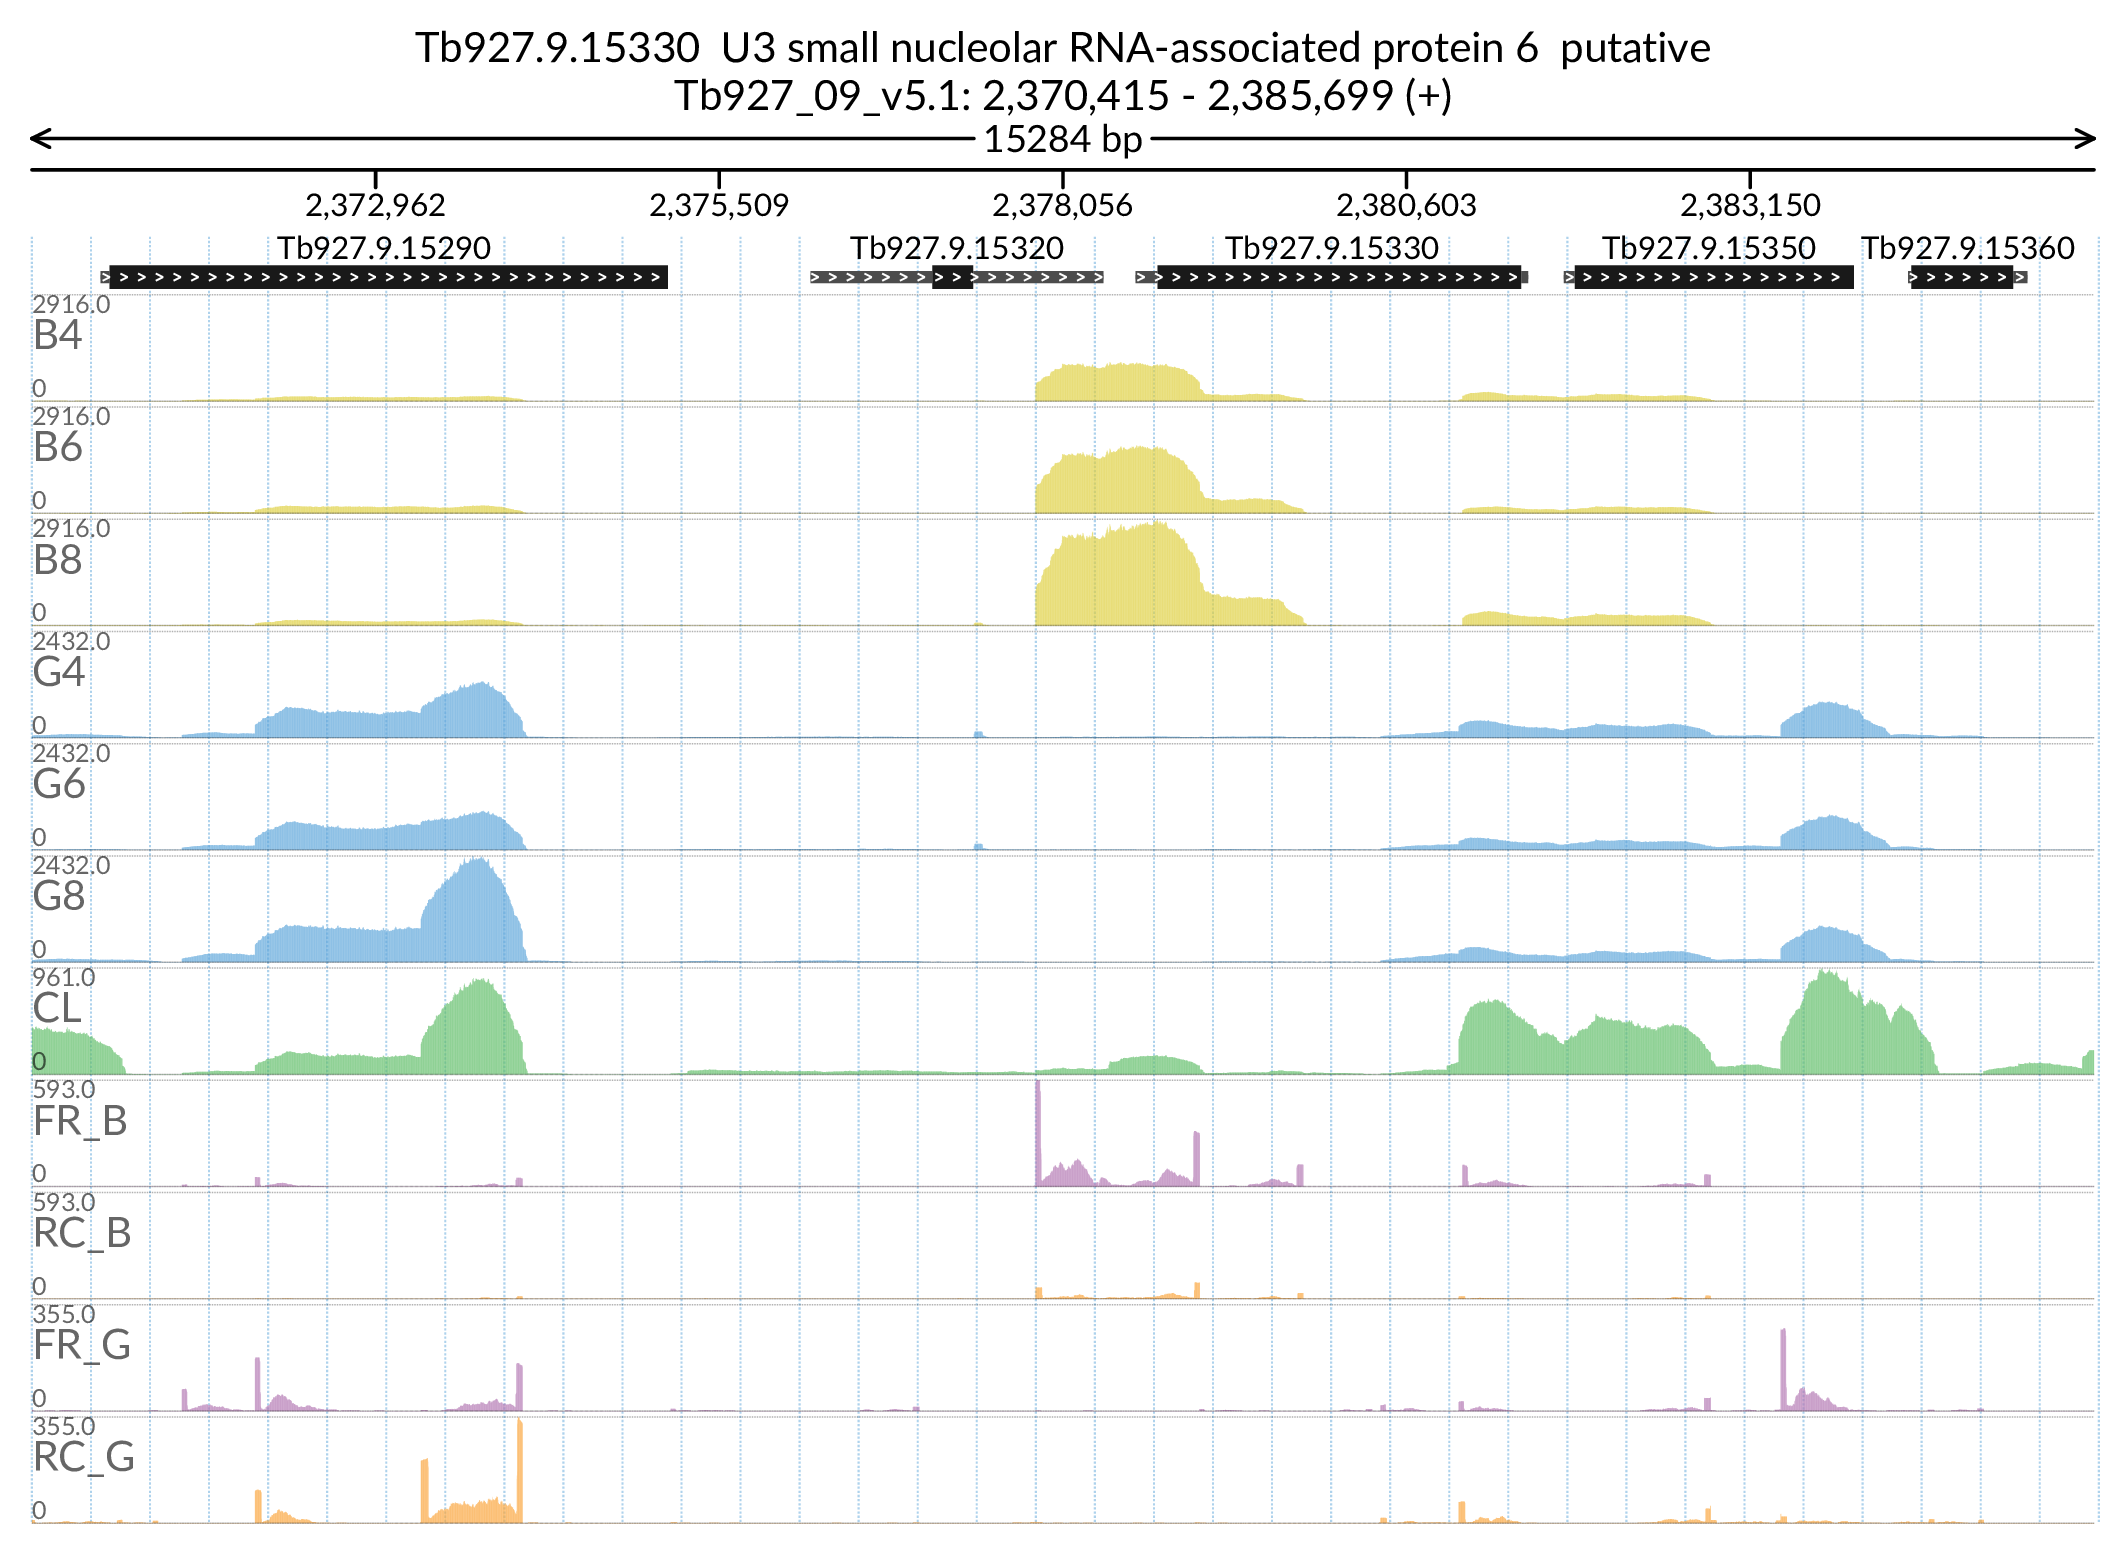 Tb927.9.15330  U3 small nucleolar RNA-associated protein 6  putative
Tb927_09_v5.1: 2,370,415 - 2,385,699 (+)
15284 bp
2,372,962 2,375,509 2,378,056 2,380,603 2,383,150
Tb927.9.15290 Tb927.9.15320 Tb927.9.15330 Tb927.9.15350 Tb927.9.15360
2916.0
B4
0
2916.0
B6
0
2916.0
B8
0
2432.0
G4
0
2432.0
G6
0
2432.0
G8
0
961.0
CL
0
593.0
FR_B
0
593.0
RC_B
0
355.0
FR_G
0
355.0
RC_G
0